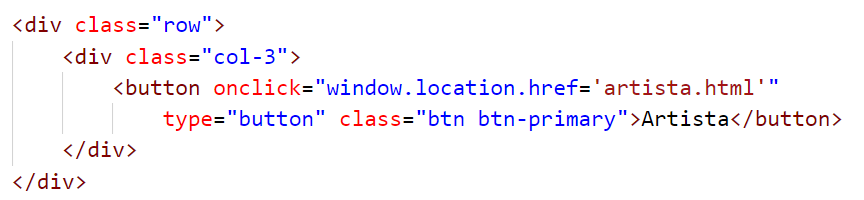 <div class="row">
<div class="col-3">
<button onclick="window.location.href='artista.html'"
type="button" class="btn btn-primary">Artista</button>
</div>
</div>